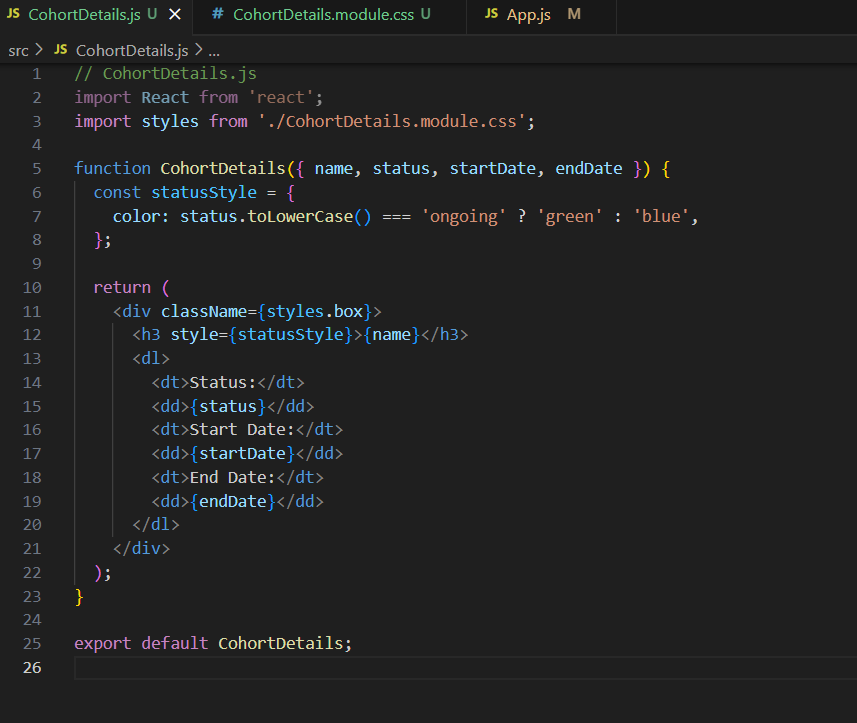 JS CohortDetails.js U × # CohortDetails.module.css U JS App.js M
src > JS CohortDetails.js > ...
1 // CohortDetails.js
2 import React from 'react';
3 import styles from './CohortDetails.module.css';
4
5 function CohortDetails({ name, status, startDate, endDate }) {
6   const statusStyle = {
7     color: status.toLowerCase() === 'ongoing' ? 'green' : 'blue',
8   };
9
10   return (
11     <div className={styles.box}>
12       <h3 style={statusStyle}>{name}</h3>
13       <dl>
14         <dt>Status:</dt>
15         <dd>{status}</dd>
16         <dt>Start Date:</dt>
17         <dd>{startDate}</dd>
18         <dt>End Date:</dt>
19         <dd>{endDate}</dd>
20       </dl>
21     </div>
22   );
23 }
24
25 export default CohortDetails;
26